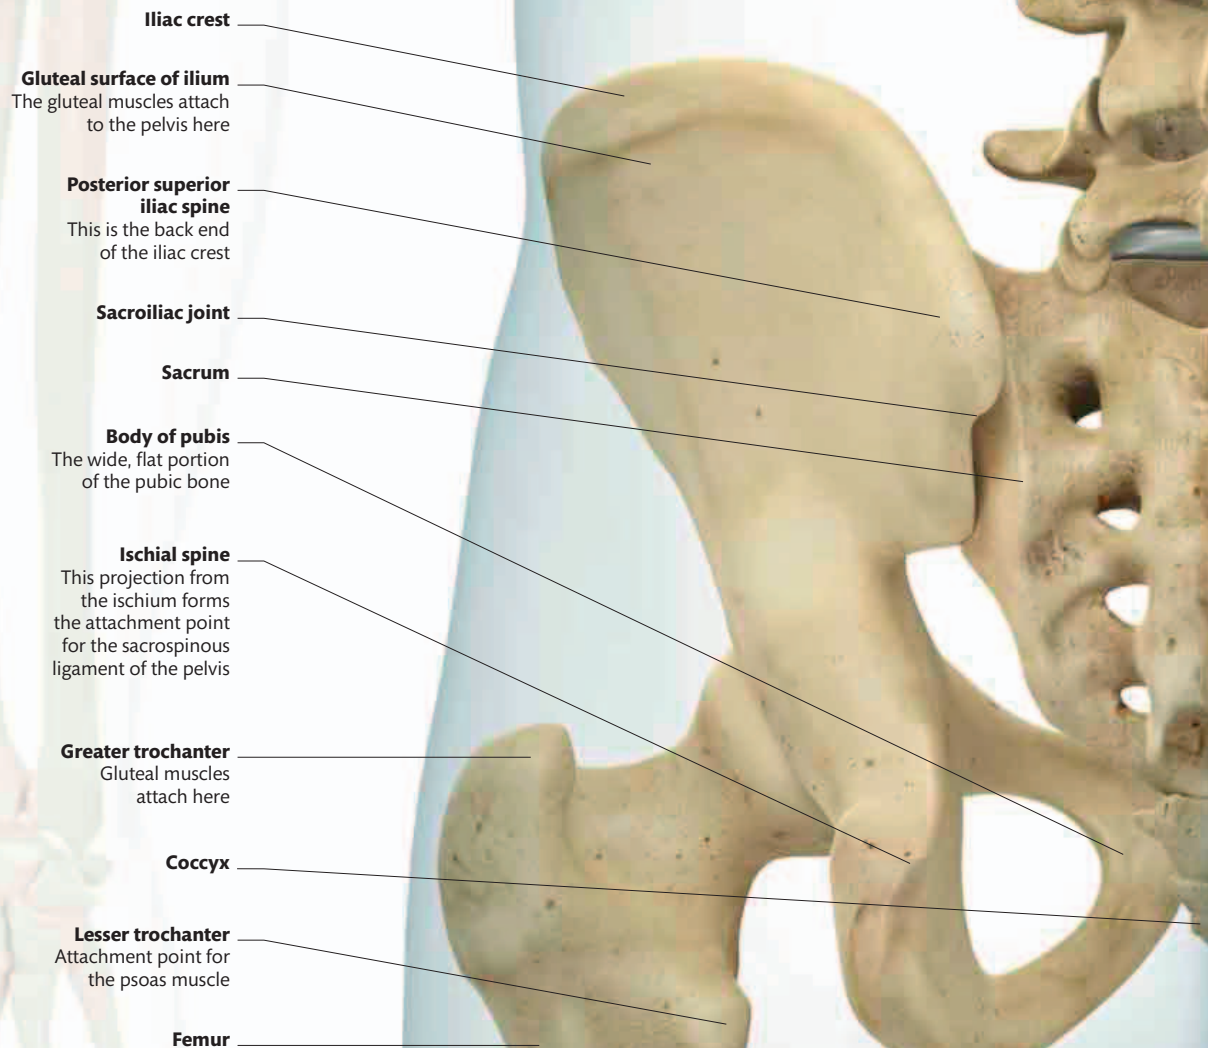 Iliac crest
Gluteal surface of ilium
The gluteal muscles attach
to the pelvis here
Posterior superior
iliac spine
This is the back end
of the iliac crest
Sacroiliac joint
Sacrum
Body of pubis
The wide, flat portion
of the pubic bone
Ischial spine
This projection from
the ischium forms
the attachment point
for the sacrospinous
ligament of the pelvis
Greater trochanter
Gluteal muscles
attach here
Coccyx
Lesser trochanter
Attachment point for
the psoas muscle
Femur